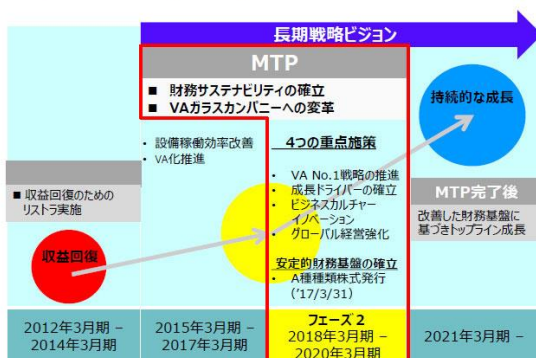 長期戦略ビジョン
MTP
■ 財務サステナビリティの確立
■ VAガラスカンパニーへの変革
持続的な成長
・ 設備稼働効率改善
・ VA化推進
4つの重点施策
・ VA No.1戦略の推進
・ 成長ドライバーの確立
・ ビジネスカルチャー
イノベーション
・ グローバル経営強化
安定的財務基盤の確立
・ A種種類株式発行
('17/3/31)
■ 収益回復のための
リストラ実施
収益回復
MTP完了後
改善した財務基盤に
基づきトップライン成長
2012年3月期 –
2014年3月期
2015年3月期 –
2017年3月期
フェーズ2
2018年3月期 –
2020年3月期
2021年3月期 –